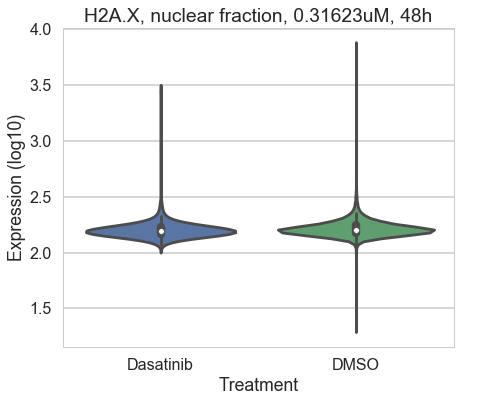 H2A.X, nuclear fraction, 0.31623uM, 48h
4.0
3.5
3.0
2.5
2.0
1.5
Expression (log10)
Dasatinib
DMSO
Treatment